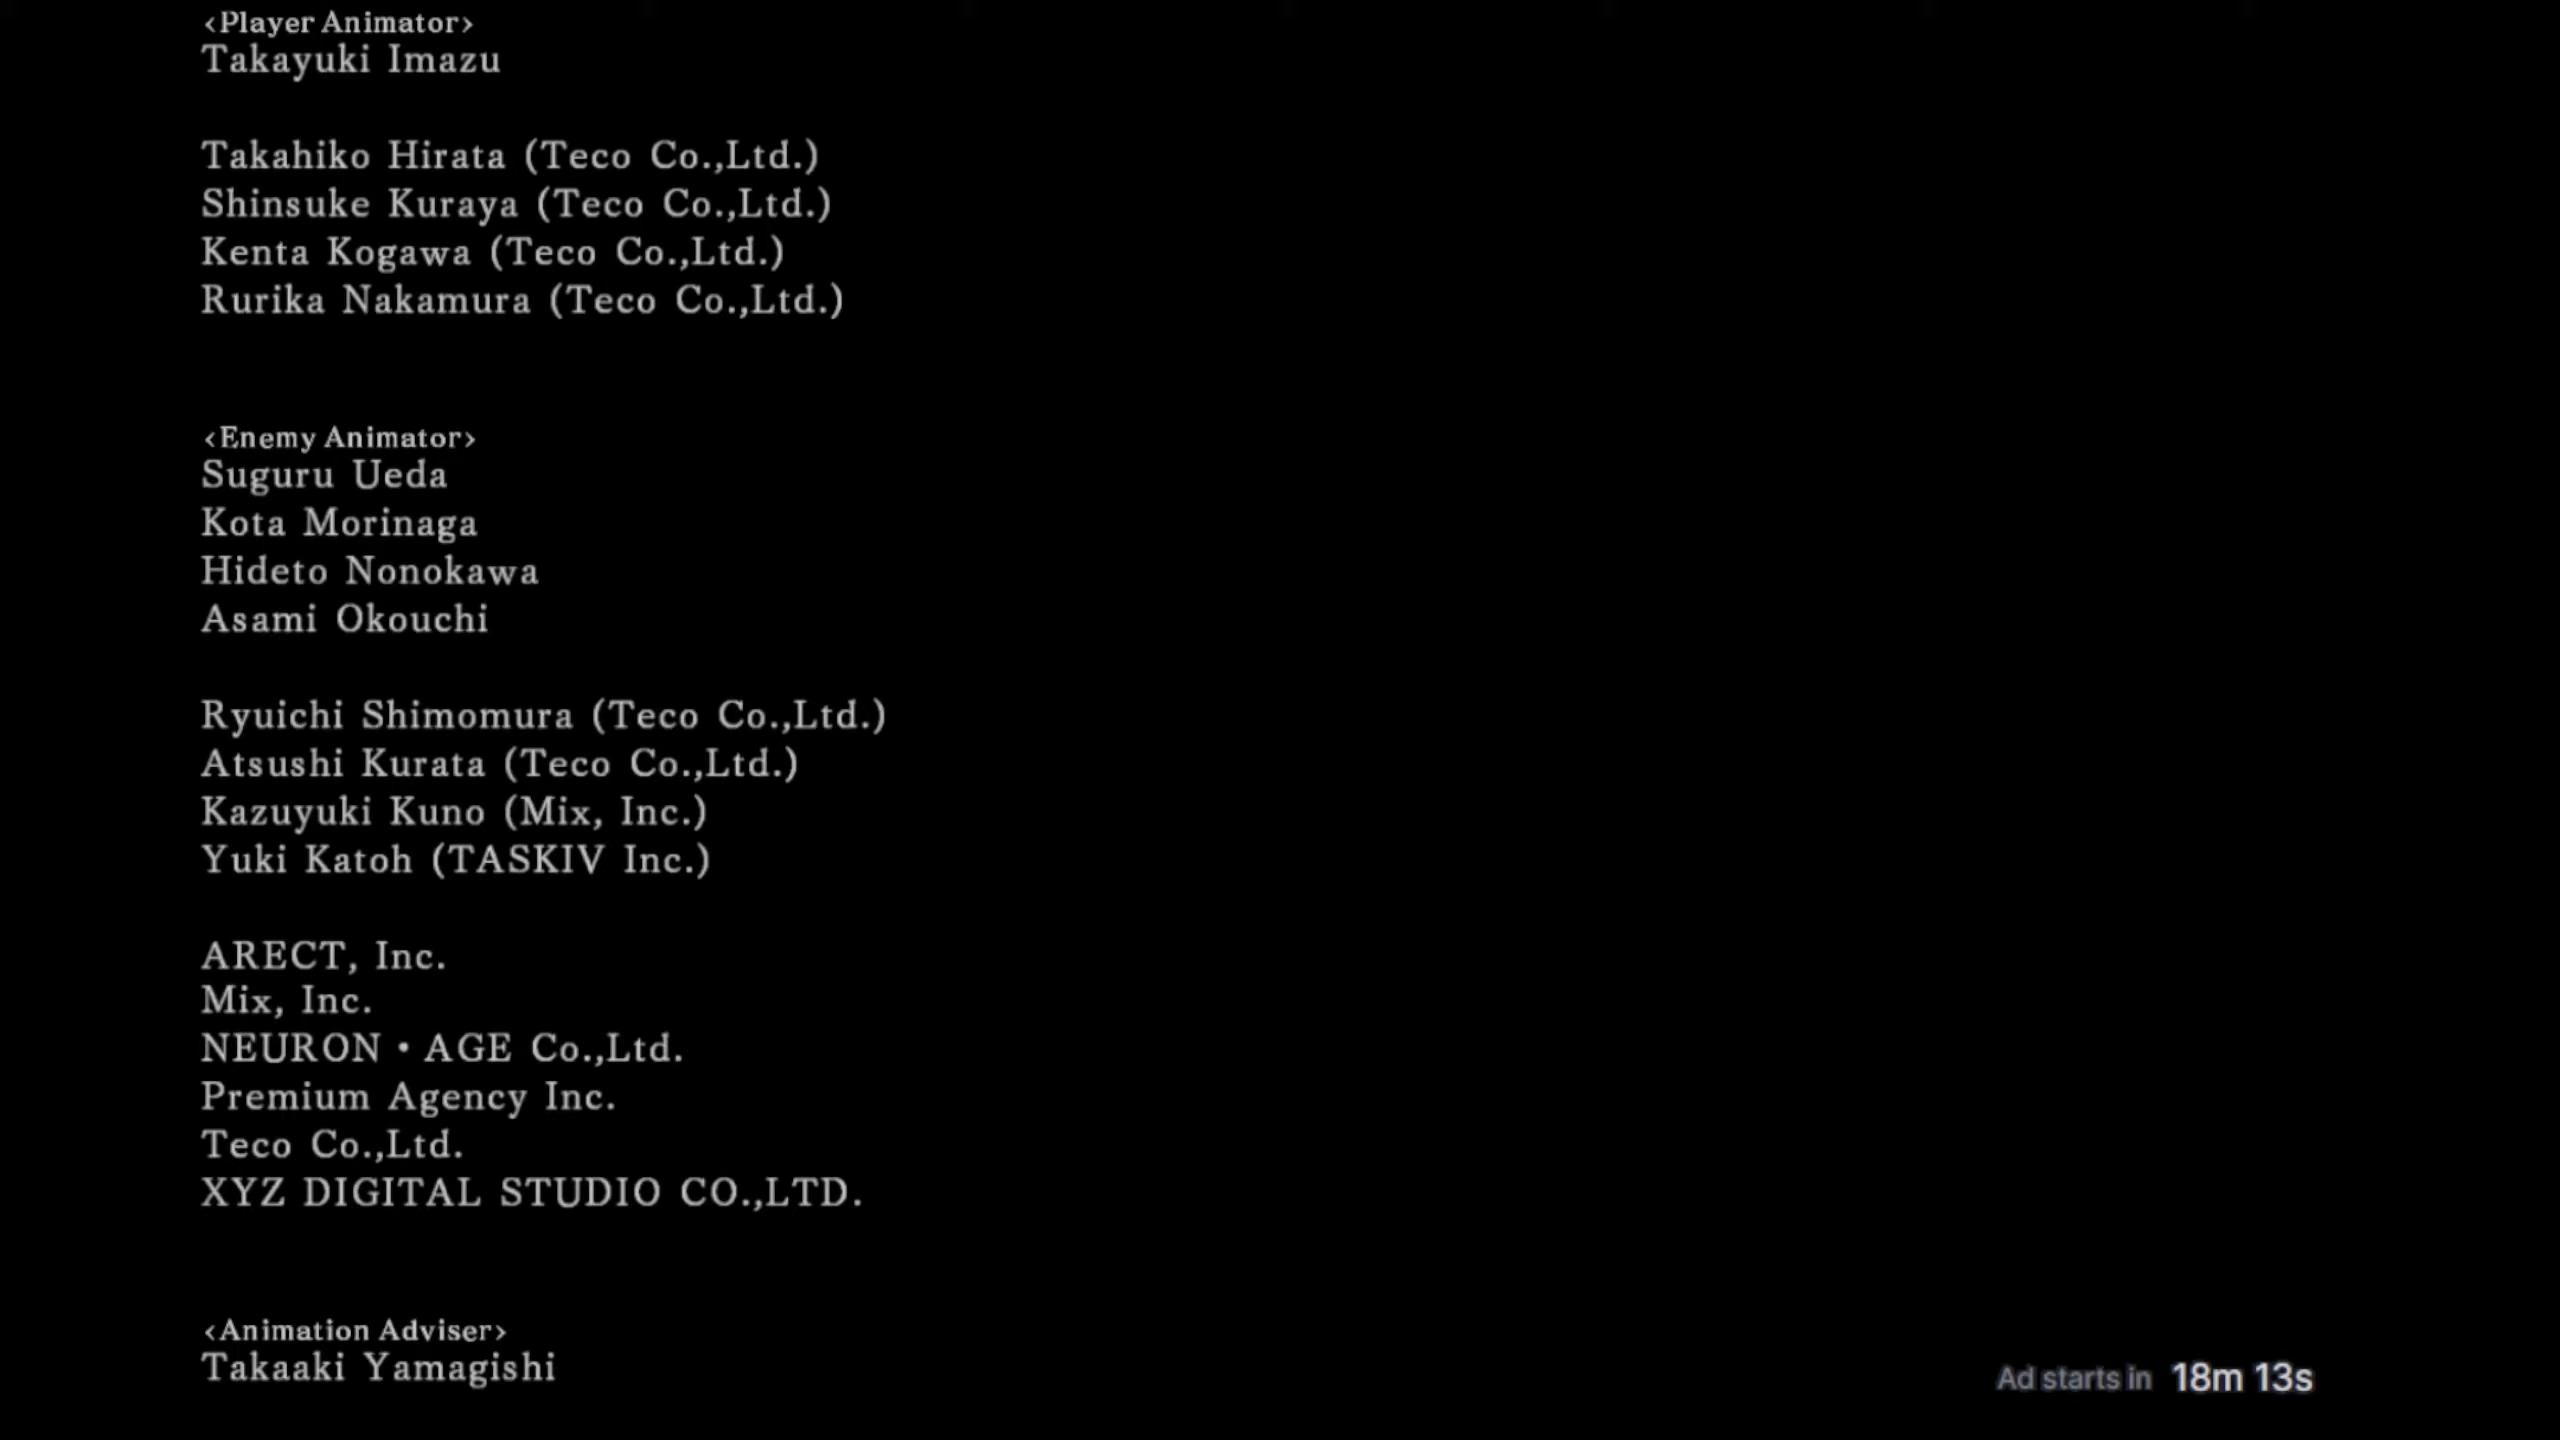 <Player Animator>
Takayuki Imazu
Takahiko Hirata (Teco Co.,Ltd.)
Shinsuke Kuraya (Teco Co.,Ltd.)
Kenta Kogawa (Teco Co.,Ltd.)
Rurika Nakamura (Teco Co.,Ltd.)
<Enemy Animator>
Suguru Ueda
Kota Morinaga
Hideto Nonokawa
Asami Okouchi
Ryuichi Shimomura (Teco Co.,Ltd.)
Atsushi Kurata (Teco Co.,Ltd.)
Kazuyuki Kuno (Mix, Inc.)
Yuki Katoh (TASKIV Inc.)
ARECT, Inc.
Mix, Inc.
NEURON・AGE Co.,Ltd.
Premium Agency Inc.
Teco Co.,Ltd.
XYZ DIGITAL STUDIO CO.,LTD.
<Animation Adviser>
Takaaki Yamagishi
Ad starts in 18m 13s